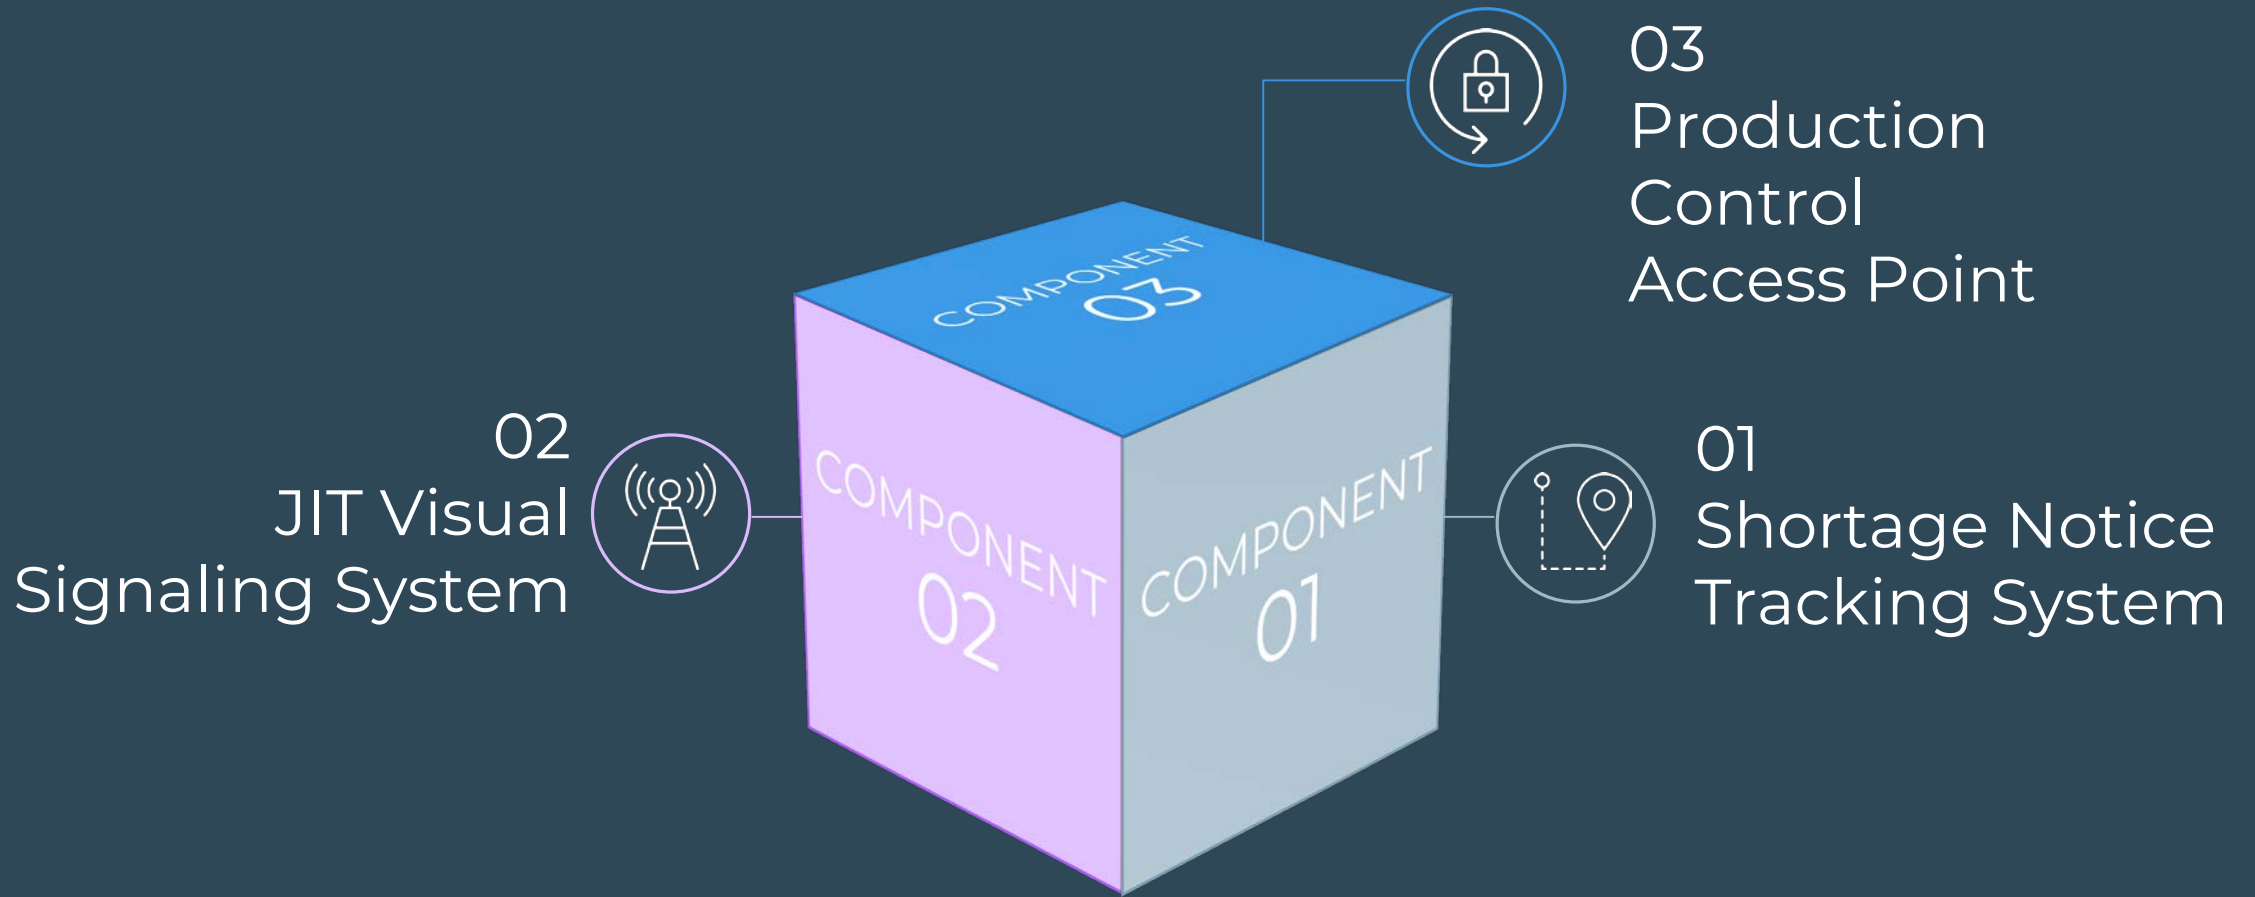 03
Production
Control
Access Point
COMPONENT
03
02
JIT Visual
Signaling System
COMPONENT
02
COMPONENT
01
01
Shortage Notice
Tracking System